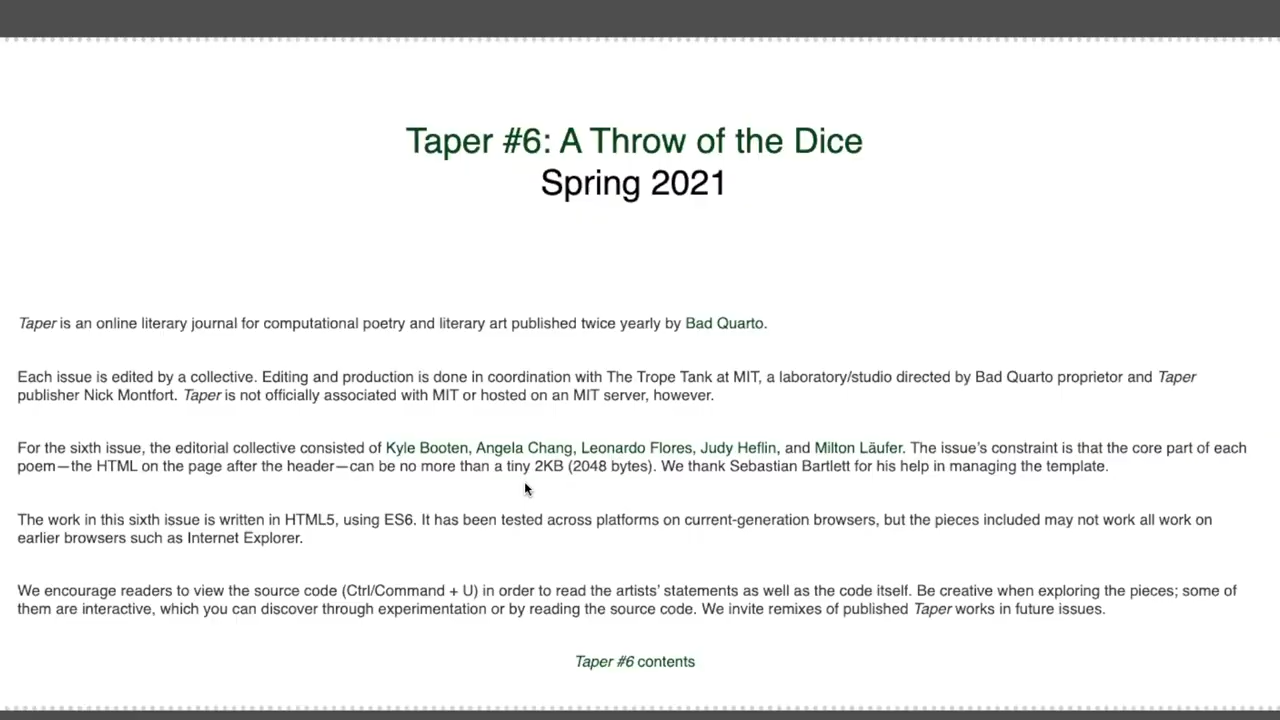 Taper #6: A Throw of the Dice
Spring 2021
Taper is an online literary journal for computational poetry and literary art published twice yearly by Bad Quarto.
Each issue is edited by a collective. Editing and production is done in coordination with The Trope Tank at MIT, a laboratory/studio directed by Bad Quarto proprietor and Taper
publisher Nick Montfort. Taper is not officially associated with MIT or hosted on an MIT server, however.
For the sixth issue, the editorial collective consisted of Kyle Booten, Angela Chang, Leonardo Flores, Judy Heflin, and Milton Läufer. The issue’s constraint is that the core part of each
poem—the HTML on the page after the header—can be no more than a tiny 2KB (2048 bytes). We thank Sebastian Bartlett for his help in managing the template.
The work in this sixth issue is written in HTML5, using ES6. It has been tested across platforms on current-generation browsers, but the pieces included may not work all work on
earlier browsers such as Internet Explorer.
We encourage readers to view the source code (Ctrl/Command + U) in order to read the artists’ statements as well as the code itself. Be creative when exploring the pieces; some of
them are interactive, which you can discover through experimentation or by reading the source code. We invite remixes of published Taper works in future issues.
Taper #6 contents